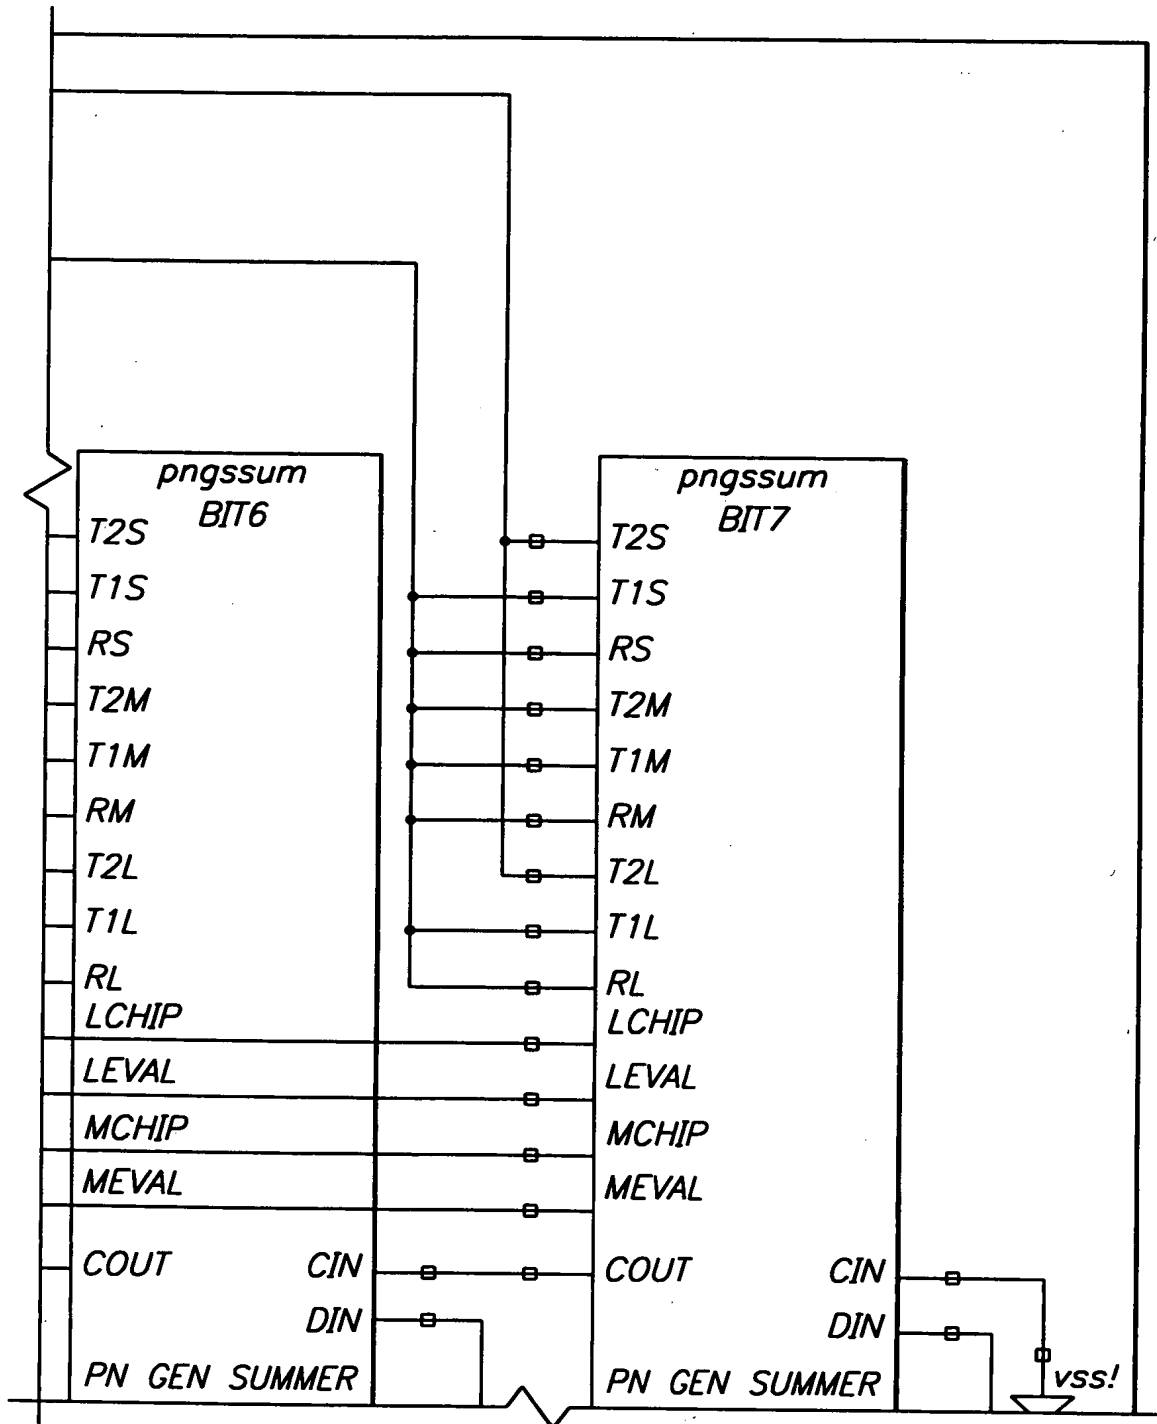 pngssum
BIT6
T2S
T1S
RS
T2M
T1M
RM
T2L
T1L
RL
LCHIP
LEVAL
MCHIP
MEVAL
COUT CIN
DIN
PN GEN SUMMER
pngssum
BIT7
T2S
T1S
RS
T2M
T1M
RM
T2L
T1L
RL
LCHIP
LEVAL
MCHIP
MEVAL
COUT CIN
DIN
PN GEN SUMMER
vss!